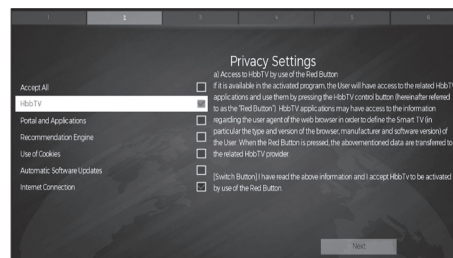 1 2 3 4 5 6
Privacy Settings
a) Access to HbbTV by use of the Red Button
If it is available in the activated program, the User will have access to the related HbbTV
applications and use them by pressing the HbbTV control button (hereinafter referred
to as the "Red Button"). HbbTV applications may have access to the information
regarding the user agent of the web browser in order to define the Smart TV (in
particular the type and version of the browser, manufacturer and software version) of
the User. When the Red Button is pressed, the abovementioned data are transferred to
the related HbbTV provider.
[Switch Button] I have read the above information and I accept HbbTv to be activated
by use of the Red Button.
Accept All
HbbTV
Portal and Applications
Recommendation Engine
Use of Cookies
Automatic Software Updates
Internet Connection
Next